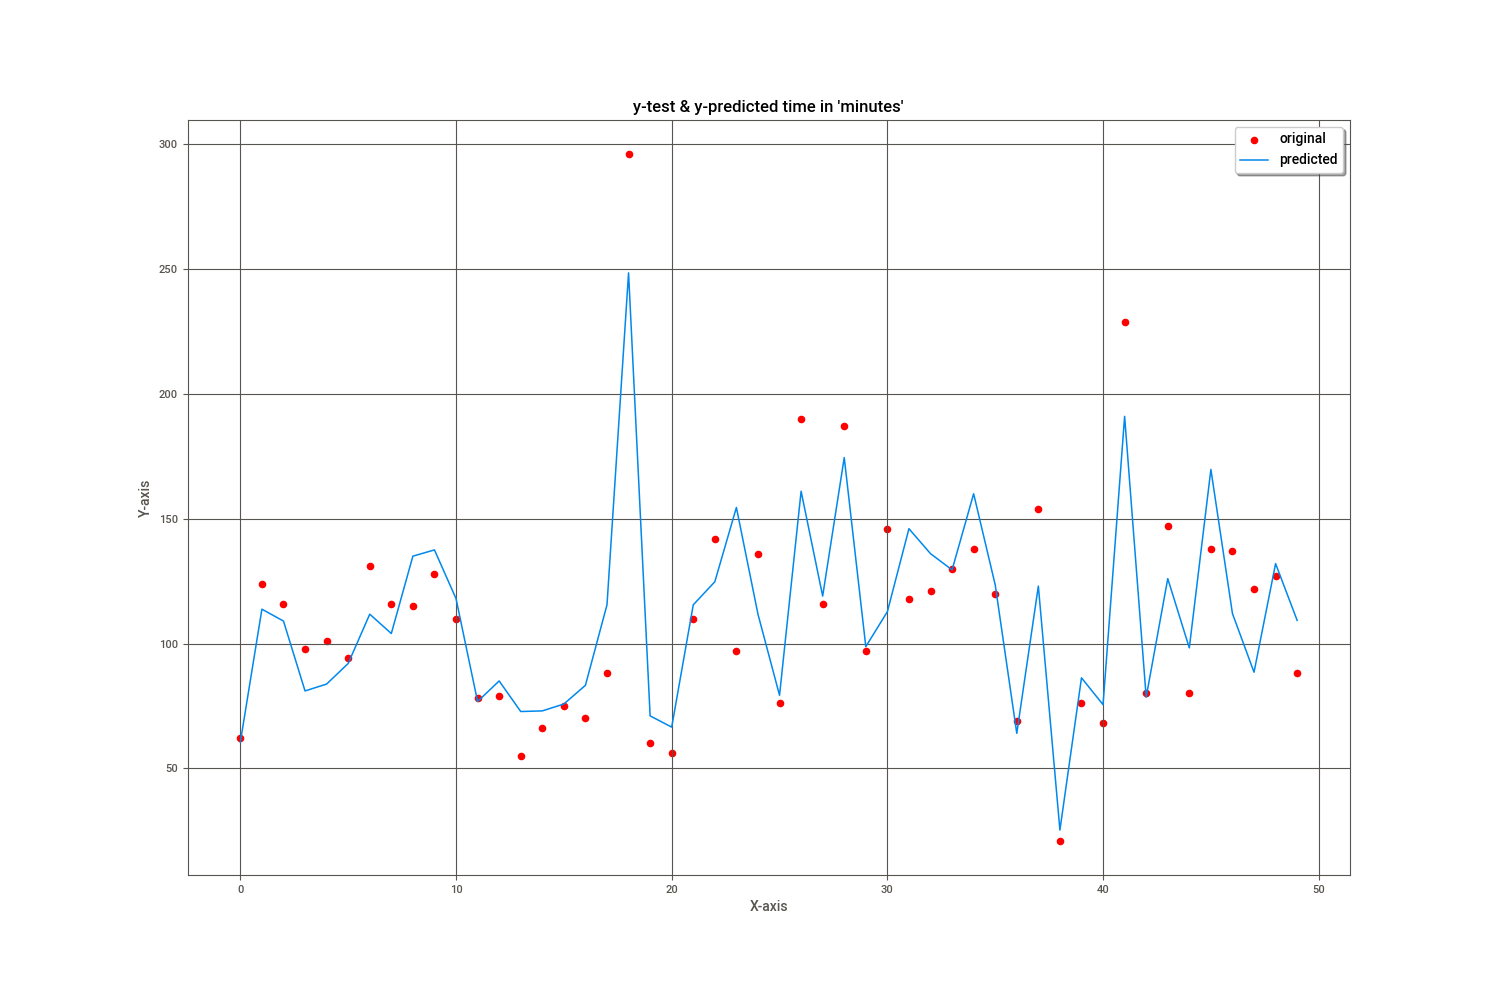 y-test & y-predicted time in 'minutes'
original
predicted
300
250
200
150
100
50
Y-axis
0 10 20 30 40 50
X-axis